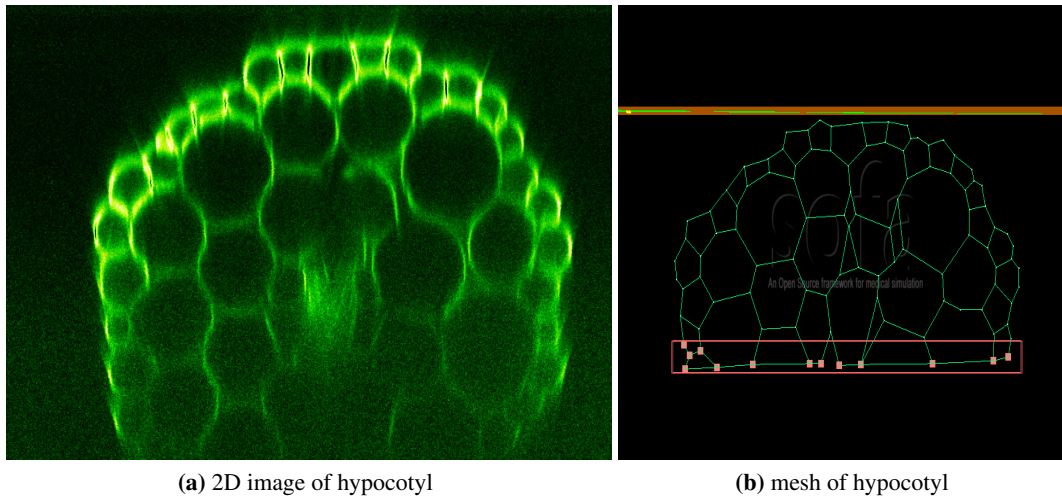 sofa
An Open Source framework for medical simulation
(a) 2D image of hypocotyl
(b) mesh of hypocotyl